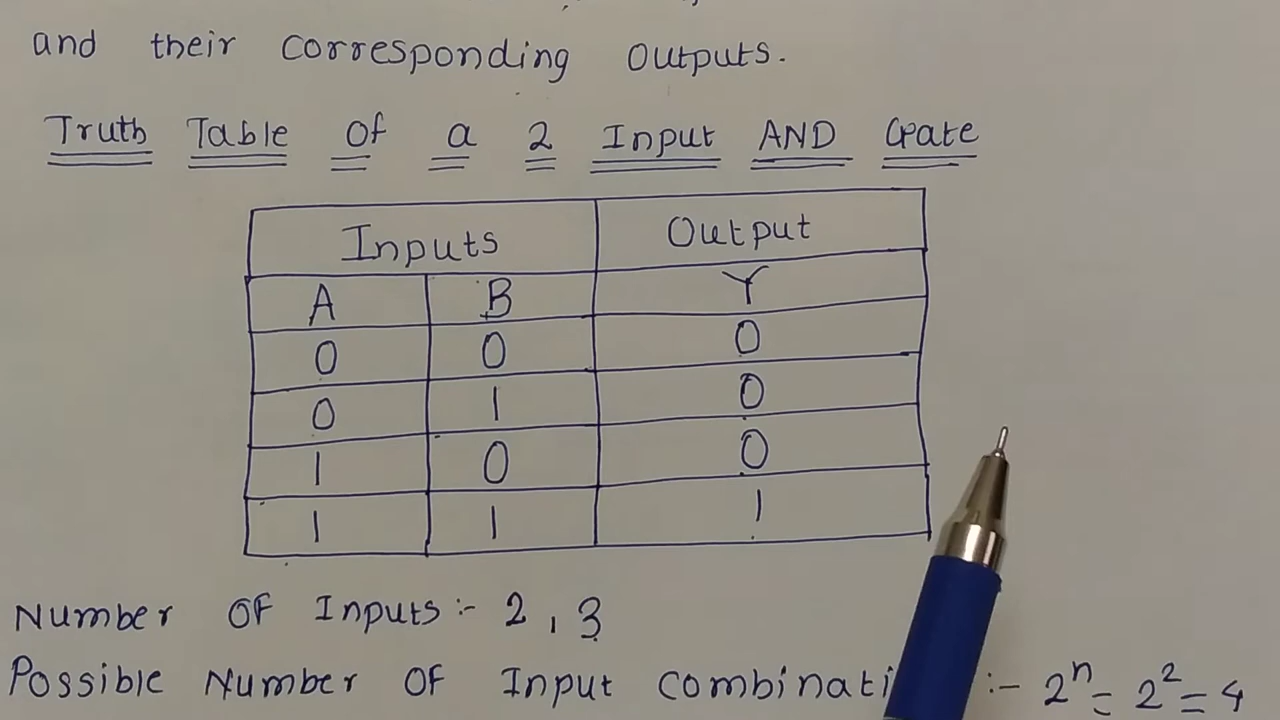 and their corresponding outputs.
Truth Table of a 2 Input AND Gate
Inputs Output
A B Y
0 0 0
0 1 0
1 0 0
1 1 1
Number of Inputs :- 2, 3
Possible Number of Input :- 2ⁿ = 2² = 4